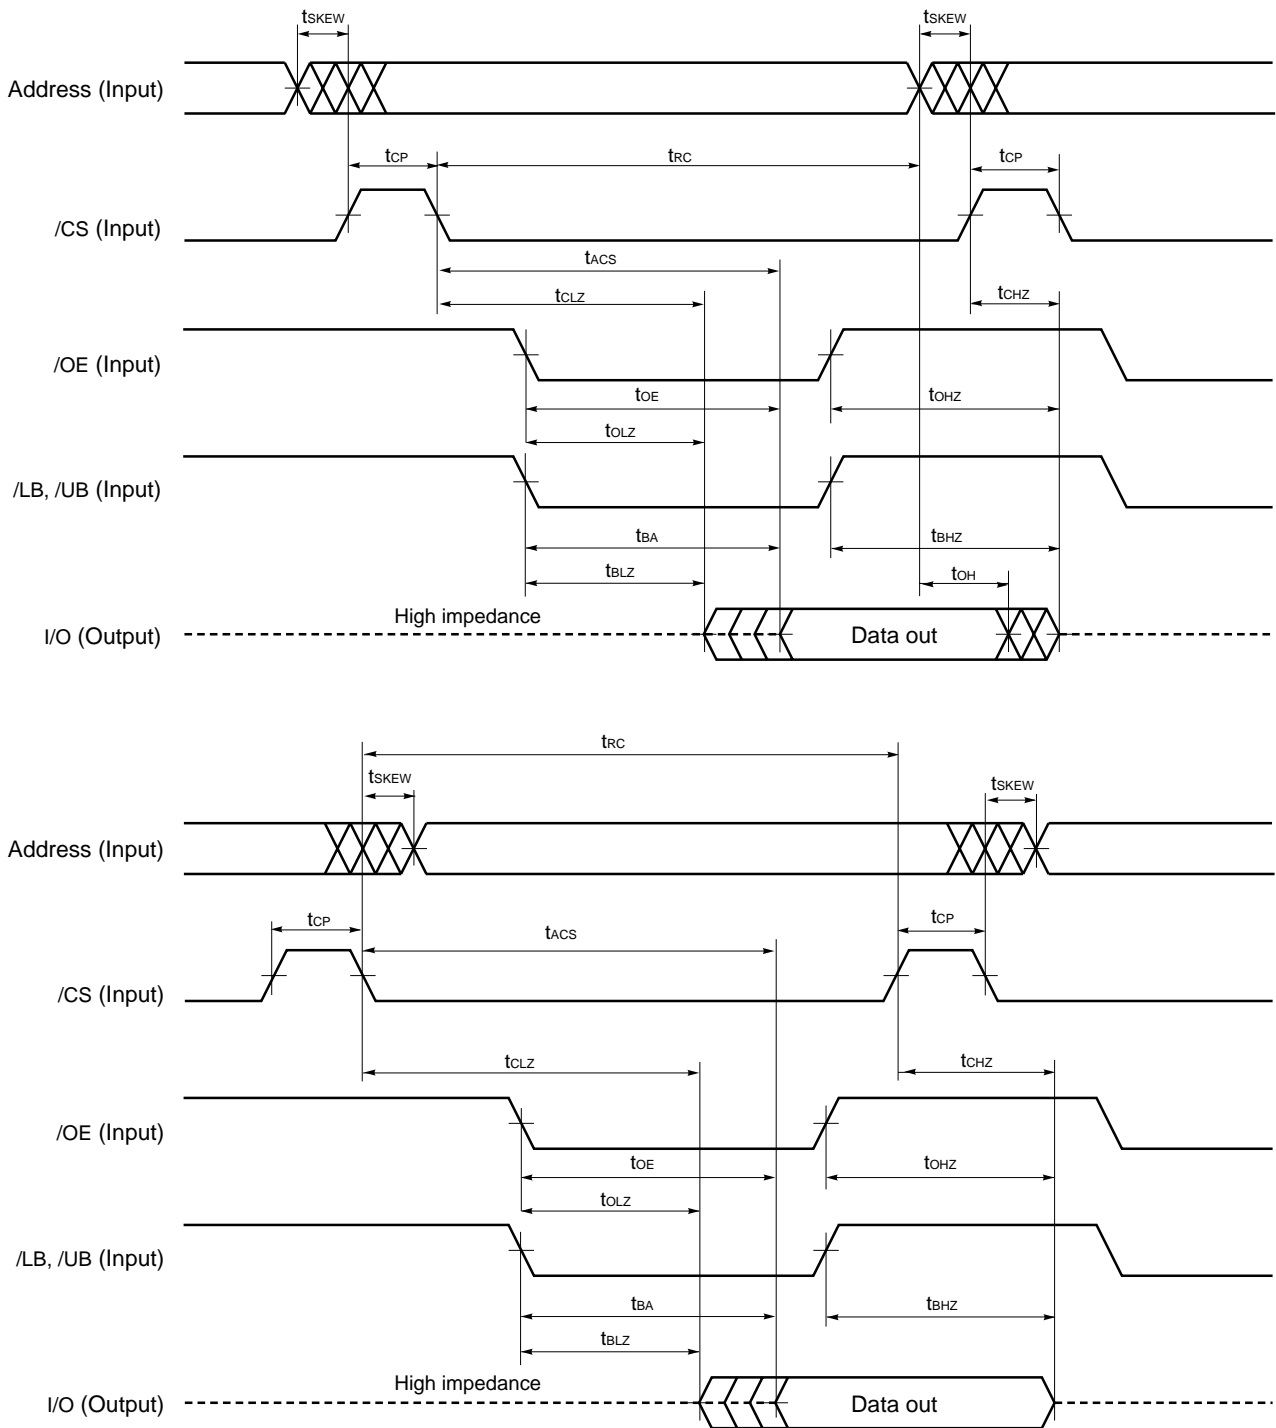 tSKEW tSKEW
Address (Input)
tCP tRC tCP
/CS (Input)
tACS
tCLZ tCHZ
/OE (Input)
tOE tOHZ
tOLZ
/LB, /UB (Input)
tBA tBHZ
tBLZ tOH
High impedance
I/O (Output) Data out
tRC
tSKEW tSKEW
Address (Input)
tCP tACS tCP
/CS (Input)
tCLZ tCHZ
/OE (Input)
tOE tOHZ
tOLZ
/LB, /UB (Input)
tBA tBHZ
tBLZ
High impedance
I/O (Output) Data out